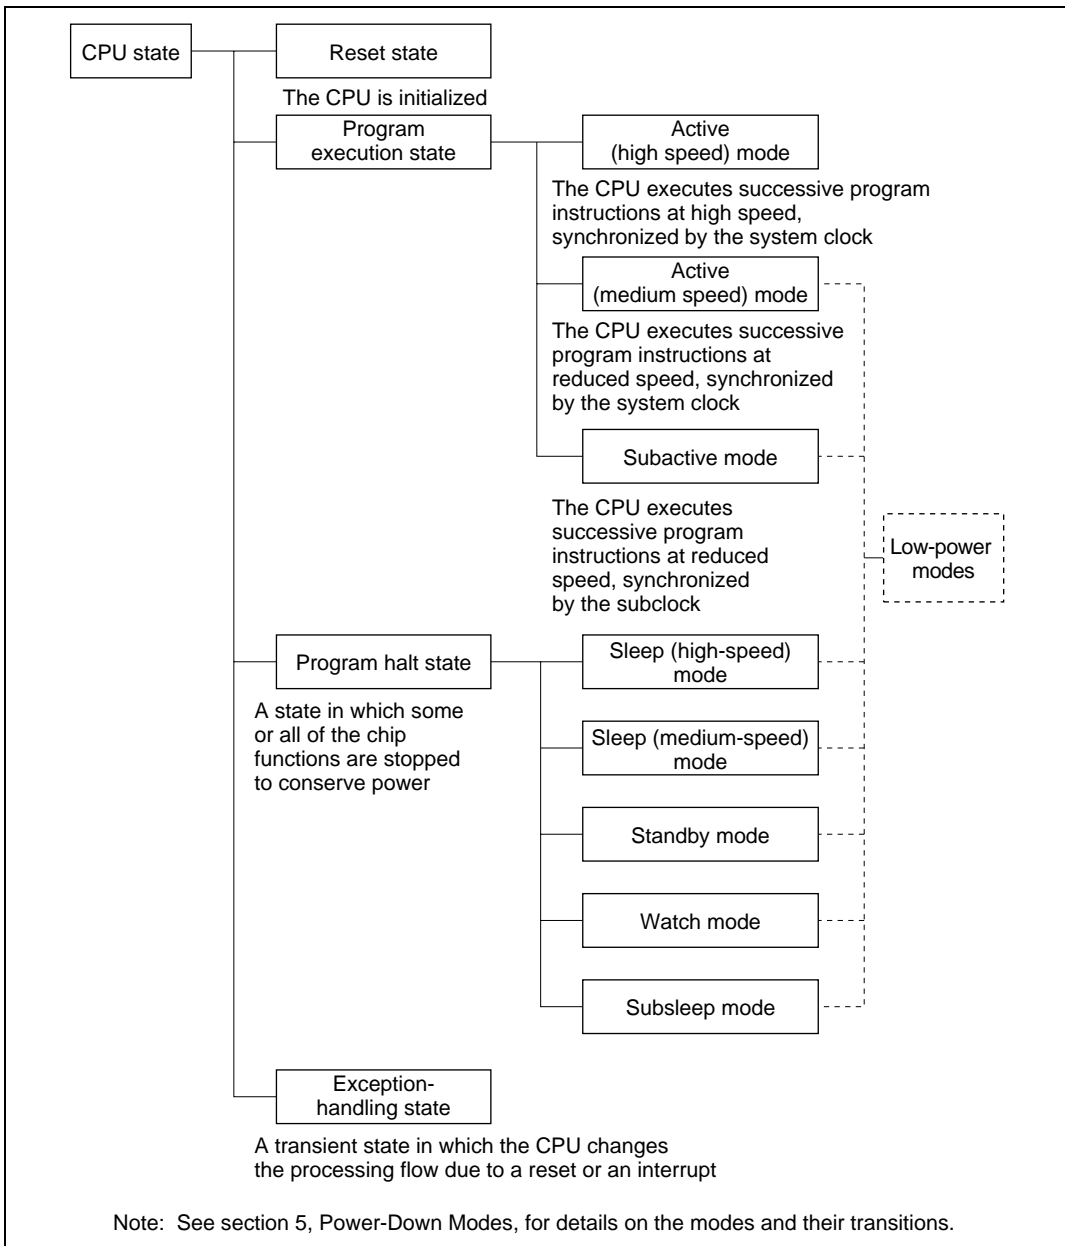 CPU state
Reset state
The CPU is initialized
Program
execution state
Active
(high speed) mode
The CPU executes successive program
instructions at high speed,
synchronized by the system clock
Active
(medium speed) mode
The CPU executes successive
program instructions at
reduced speed, synchronized
by the system clock
Subactive mode
The CPU executes
successive program
instructions at reduced
speed, synchronized
by the subclock
Low-power
modes
Program halt state
A state in which some
or all of the chip
functions are stopped
to conserve power
Sleep (high-speed)
mode
Sleep (medium-speed)
mode
Standby mode
Watch mode
Subsleep mode
Exception-
handling state
A transient state in which the CPU changes
the processing flow due to a reset or an interrupt
Note: See section 5, Power-Down Modes, for details on the modes and their transitions.